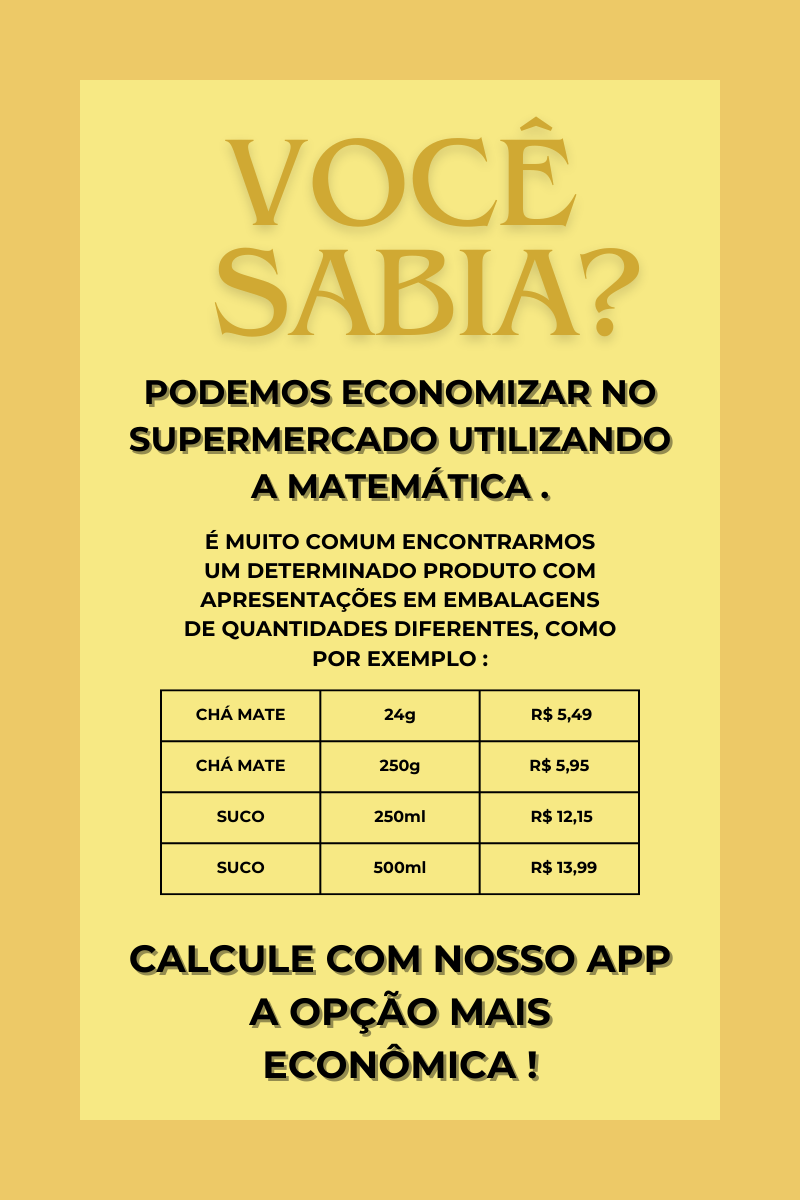 VOCÊ
SABIA?
PODEMOS ECONOMIZAR NO
SUPERMERCADO UTILIZANDO
A MATEMÁTICA .
É MUITO COMUM ENCONTRARMOS
UM DETERMINADO PRODUTO COM
APRESENTAÇÕES EM EMBALAGENS
DE QUANTIDADES DIFERENTES, COMO
POR EXEMPLO :
CHÁ MATE 24g R$ 5,49
CHÁ MATE 250g R$ 5,95
SUCO 250ml R$ 12,15
SUCO 500ml R$ 13,99
CALCULE COM NOSSO APP
A OPÇÃO MAIS
ECONÔMICA !